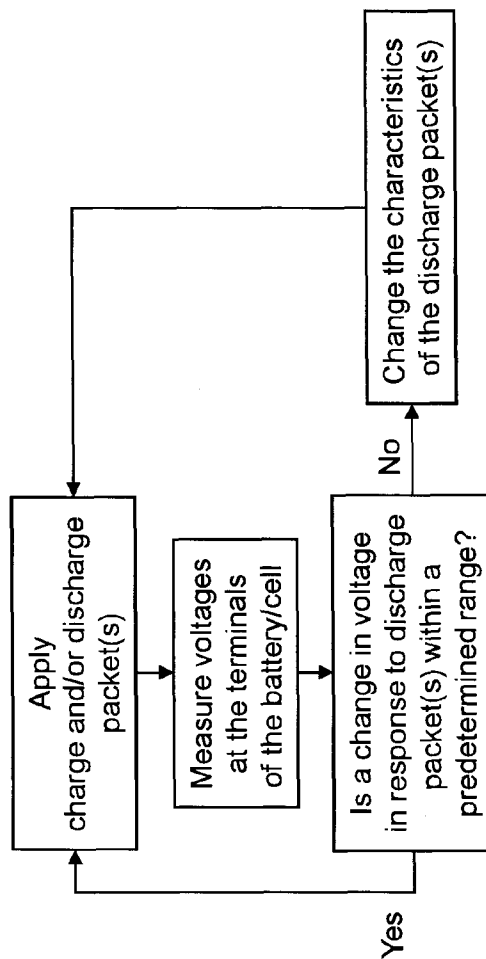 Apply
charge and/or discharge
packet(s)
Measure voltages
at the terminals
of the battery/cell
Is a change in voltage
in response to discharge
packet(s) within a
predetermined range?
Yes
No
Change the characteristics
of the discharge packet(s)